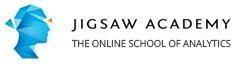 JIGSAW ACADEMY
THE ONLINE SCHOOL OF ANALYTICS